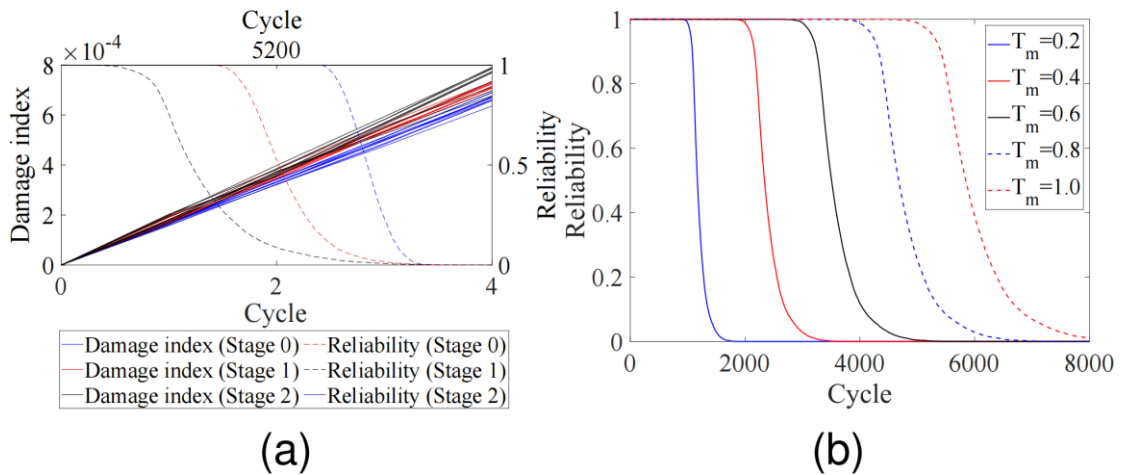 Cycle
×10⁻⁴
5200
8
6
4
2
0
Damage index
1
0.5
0
Reliability
0
2
4
Cycle
Damage index (Stage 0)
Reliability (Stage 0)
Damage index (Stage 1)
Reliability (Stage 1)
Damage index (Stage 2)
Reliability (Stage 2)
(a)
1
0.8
0.6
0.4
0.2
0
Reliability
T_m=0.2
T_m=0.4
T_m=0.6
T_m=0.8
T_m=1.0
0
2000
4000
6000
8000
Cycle
(b)